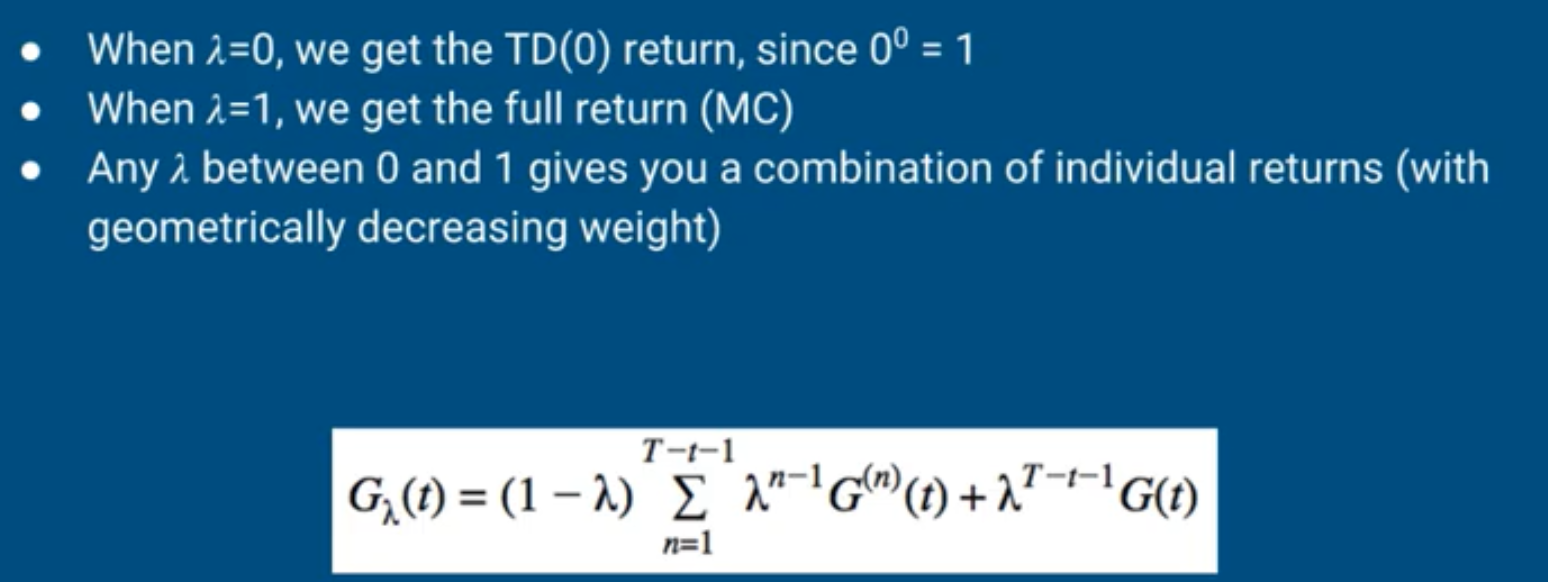 • When λ=0, we get the TD(0) return, since 0⁰ = 1
• When λ=1, we get the full return (MC)
• Any λ between 0 and 1 gives you a combination of individual returns (with
geometrically decreasing weight)
G_λ(t) = (1 − λ) ∑_{n=1}^{T−t−1} λ^{n−1} G^{(n)}(t) + λ^{T−t−1} G(t)